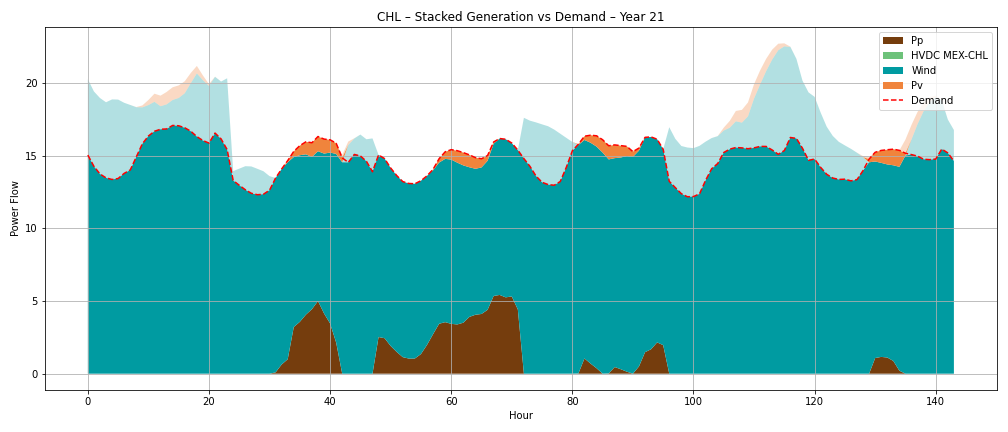 CHL – Stacked Generation vs Demand – Year 21
Pp
HVDC MEX-CHL
Wind
Pv
Demand
Power Flow
20
15
10
5
0
0 20 40 60 80 100 120 140
Hour